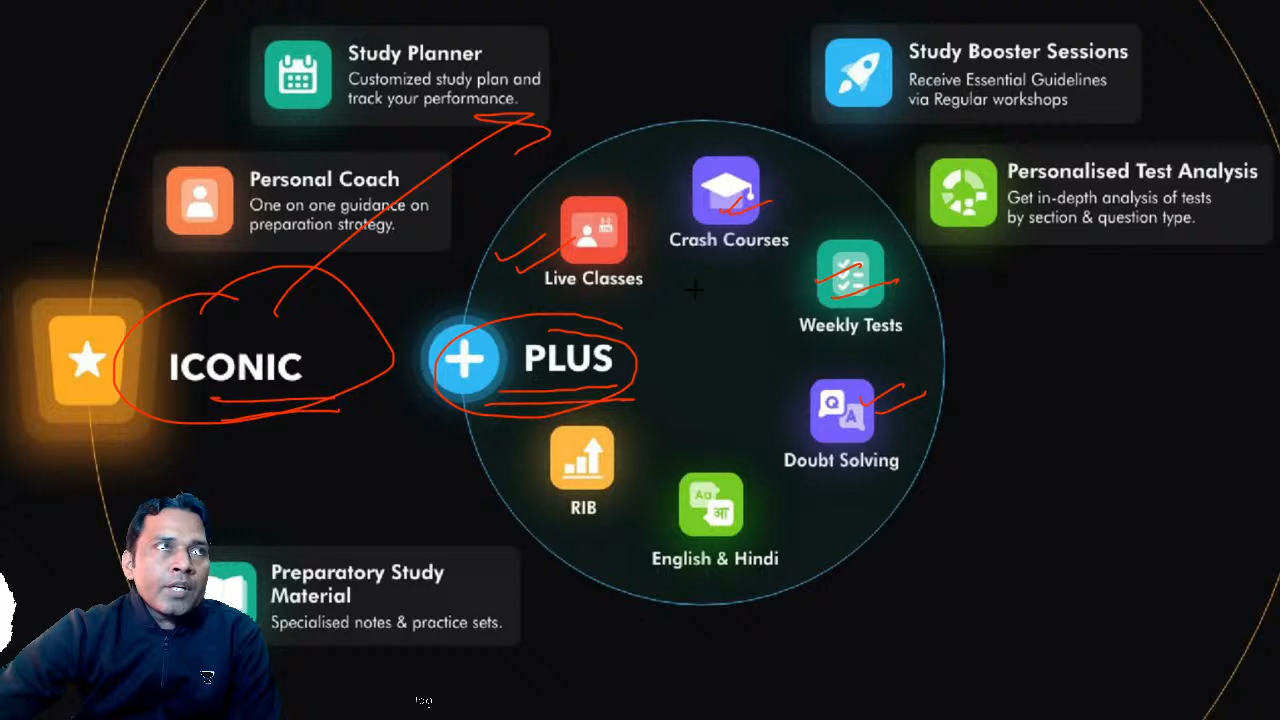 Study Planner
Customized study plan and
track your performance.
Study Booster Sessions
Receive Essential Guidelines
via Regular workshops
Personal Coach
One on one guidance on
preparation strategy.
Personalised Test Analysis
Get in-depth analysis of tests
by section & question type.
Crash Courses
Live Classes
Weekly Tests
ICONIC
PLUS
Q
A
Doubt Solving
RIB
Aa
आ
English & Hindi
Preparatory Study
Material
Specialised notes & practice sets.